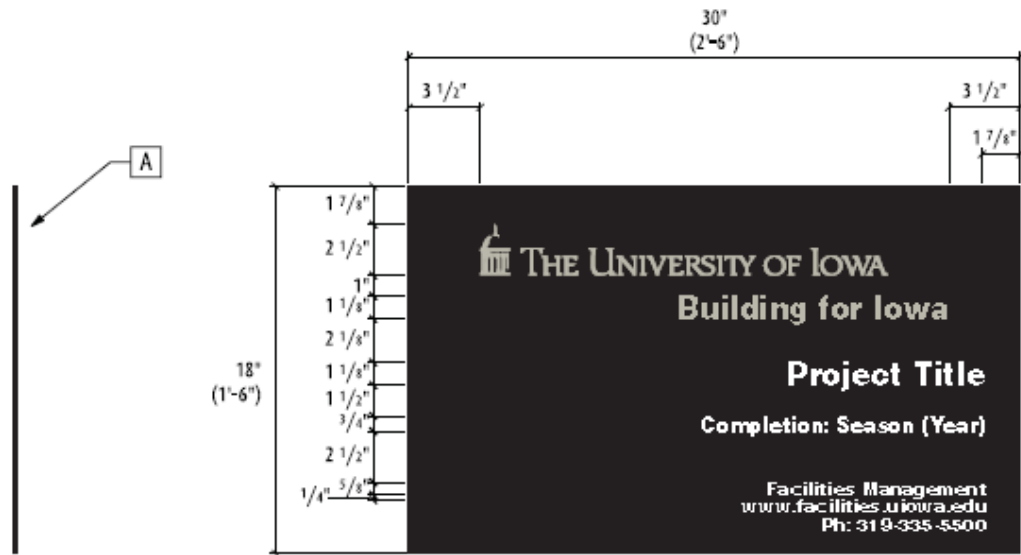 30"
(2'-6")
3 1/2"
3 1/2"
1 7/8"
A
1 7/8"
2 1/2"
1"
1 1/8"
2 1/8"
18"
(1'-6")
1 1/8"
1 1/2"
3/4"
2 1/2"
5/8"
1/4"
THE UNIVERSITY OF IOWA
Building for Iowa
Project Title
Completion: Season (Year)
Facilities Management
www.facilities.uiowa.edu
Ph: 319-335-5500